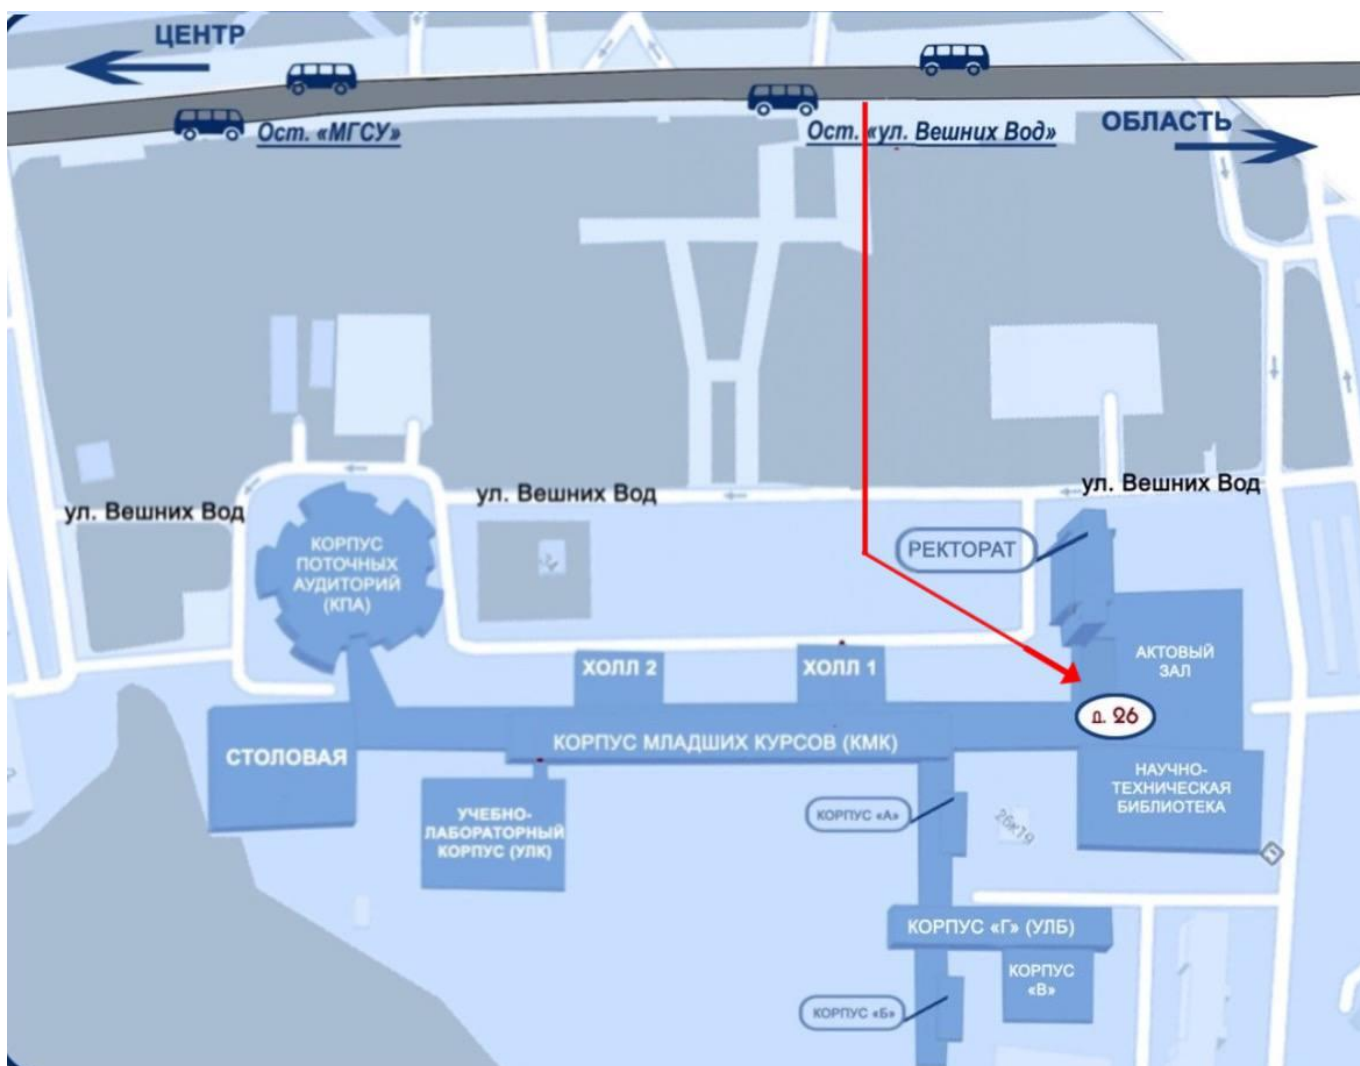 ЦЕНТР
Ост. «МГСУ»
Ост. «ул. Вешних Вод»
ОБЛАСТЬ
ул. Вешних Вод
ул. Вешних Вод
ул. Вешних Вод
КОРПУС
ПОТОЧНЫХ
АУДИТОРИЙ
(КПА)
РЕКТОРАТ
АКТОВЫЙ
ЗАЛ
ХОЛЛ 2
ХОЛЛ 1
д. 26
СТОЛОВАЯ
КОРПУС МЛАДШИХ КУРСОВ (КМК)
НАУЧНО-
ТЕХНИЧЕСКАЯ
БИБЛИОТЕКА
УЧЕБНО-
ЛАБОРАТОРНЫЙ
КОРПУС (УЛК)
КОРПУС «А»
26к19
КОРПУС «Г» (УЛБ)
КОРПУС
«В»
КОРПУС «Б»